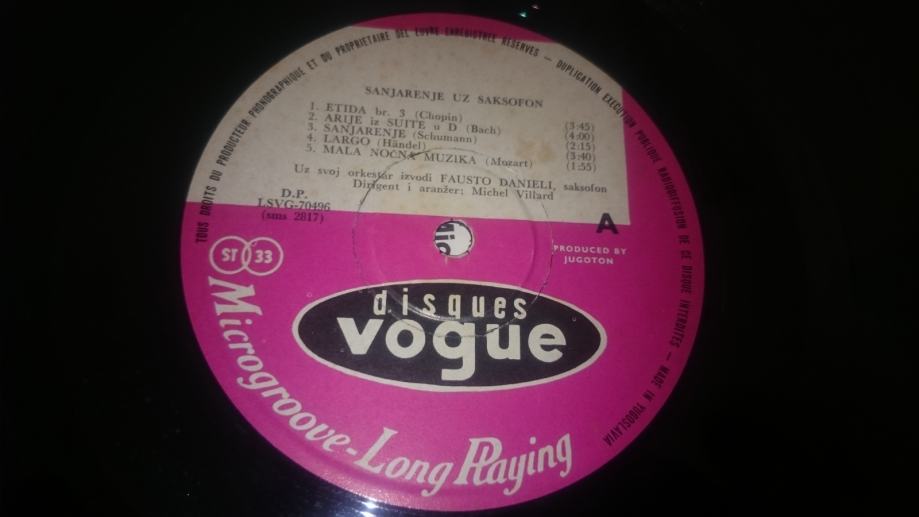 TOUS DROITS DU PRODUCTEUR PHONOGRAPHIQUE ET DU PROPRIETAIRE DEL LUVRE ENREGISTREE RESERVES — DUPLICATION EXECUTION PUBLIQUE RADIODIFFUSION DE CE DISQUE INTERDITES — MADE IN YUGOSLAVIA
SANJARENJE UZ SAKSOFON
1. ETIDA br. 3 (Chopin) (3:45)
2. ARIJE iz SUITE u D (Bach) (4:00)
3. SANJARENJE (Schumann) (2:15)
4. LARGO (Händel) (3:40)
5. MALA NOĆNA MUZIKA (Mozart) (1:55)
Uz svoj orkestar izvodi FAUSTO DANIELI, saksofon
Dirigent i aranžer: Michel Villard
D.P.
LSVG-70496
(sms 2817)
A
PRODUCED BY
JUGOTON
ST 33
disques
vogue
Microgroove-Long Playing